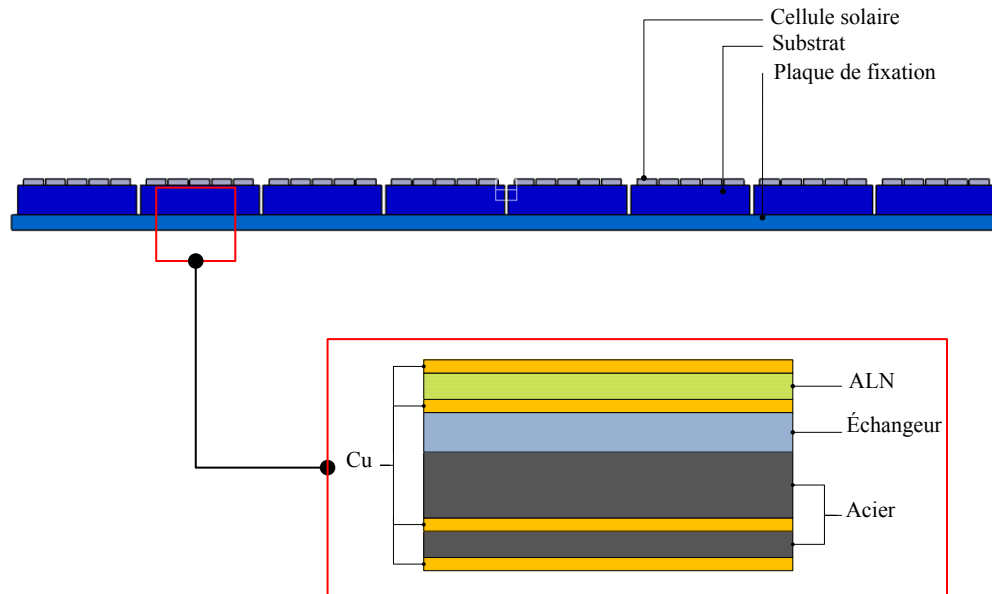 Cellule solaire
Substrat
Plaque de fixation
ALN
Échangeur
Cu
Acier